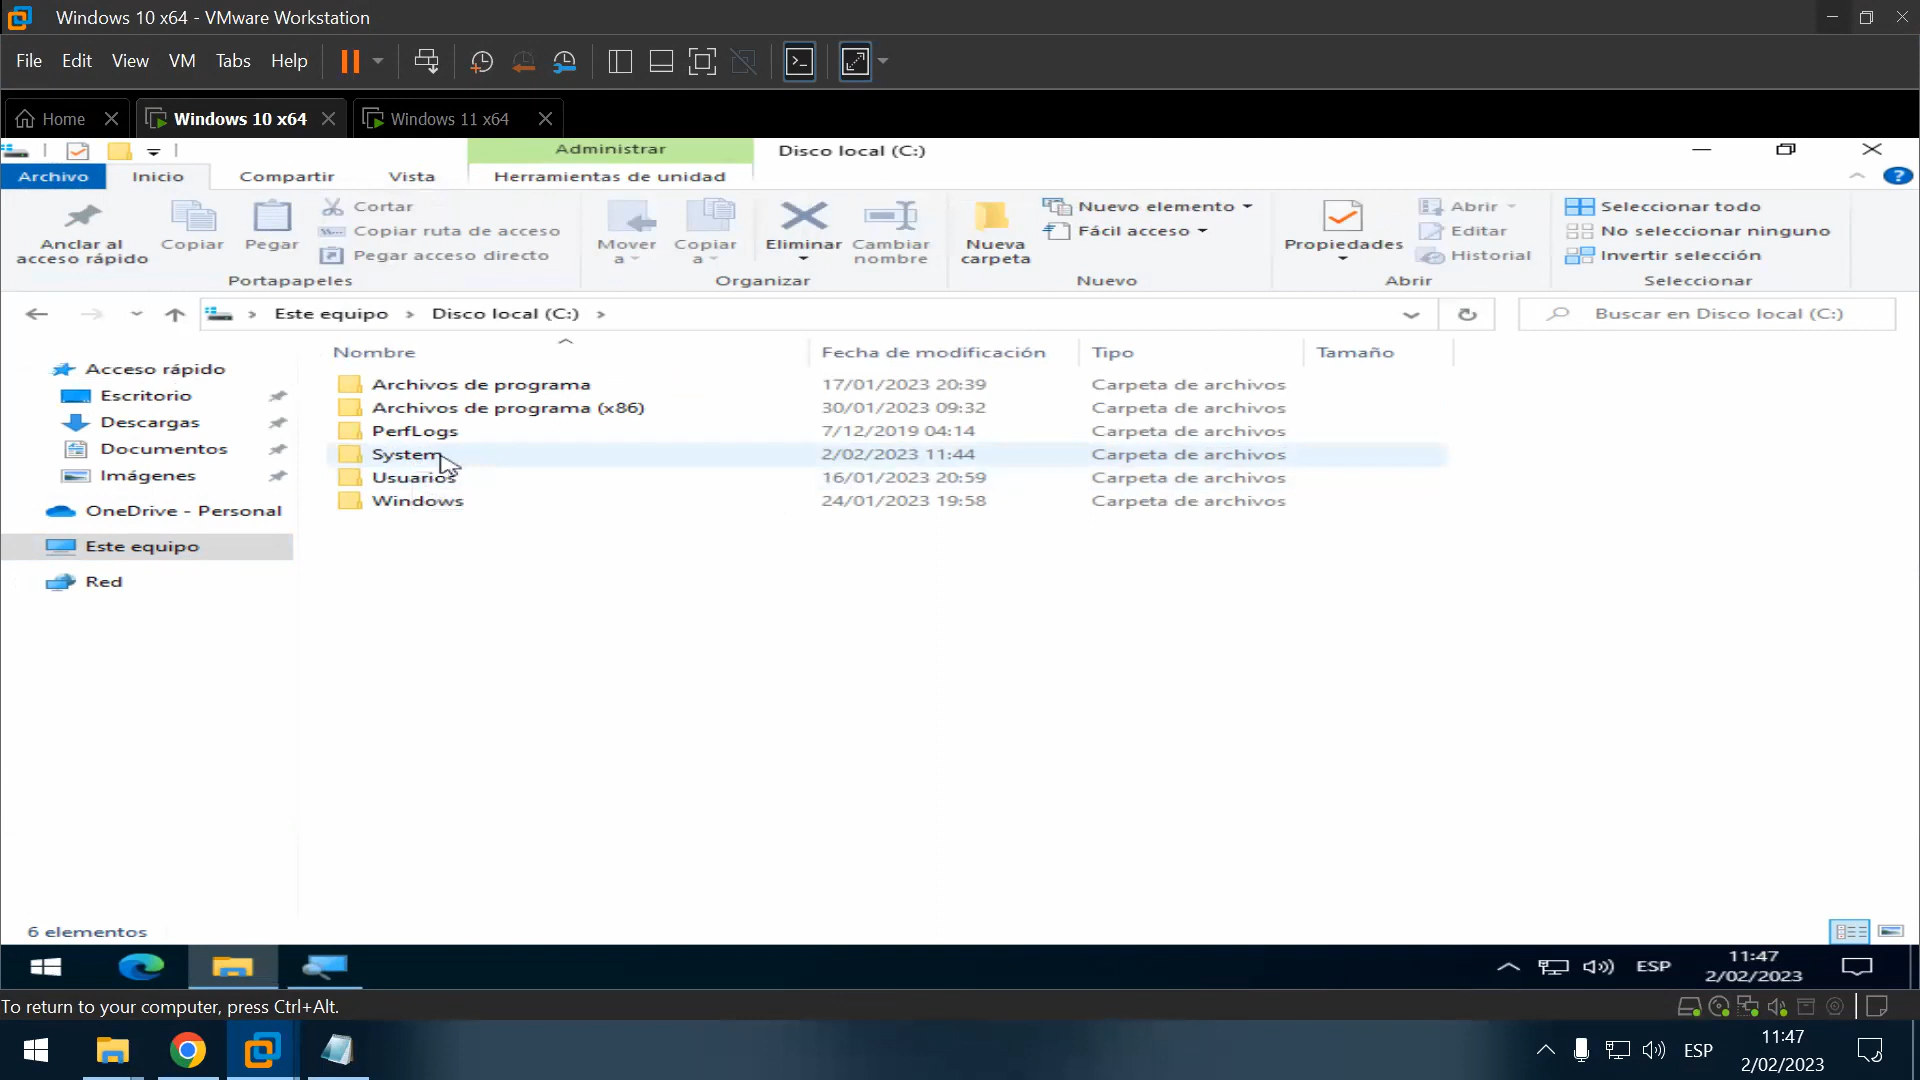 Windows 10 x64 - VMware Workstation
File Edit View VM Tabs Help
Home Windows 10 x64 Windows 11 x64
Administrar Disco local (C:)
Archivo Inicio Compartir Vista Herramientas de unidad
Anclar al
acceso rápido
Copiar
Pegar
Cortar
Copiar ruta de acceso
Pegar acceso directo
Portapapeles
Mover
a
Copiar
a
Eliminar
Cambiar
nombre
Organizar
Nueva
carpeta
Nuevo elemento
Fácil acceso
Nuevo
Propiedades
Abrir
Editar
Historial
Abrir
Seleccionar todo
No seleccionar ninguno
Invertir selección
Seleccionar
Este equipo Disco local (C:)
Buscar en Disco local (C:)
Acceso rápido
Escritorio
Descargas
Documentos
Imágenes
OneDrive - Personal
Este equipo
Red
Nombre Fecha de modificación Tipo Tamaño
Archivos de programa 17/01/2023 20:39 Carpeta de archivos
Archivos de programa (x86) 30/01/2023 09:32 Carpeta de archivos
PerfLogs 7/12/2019 04:14 Carpeta de archivos
System 2/02/2023 11:44 Carpeta de archivos
Usuarios 16/01/2023 20:59 Carpeta de archivos
Windows 24/01/2023 19:58 Carpeta de archivos
6 elementos
ESP
11:47
2/02/2023
To return to your computer, press Ctrl+Alt.
ESP
11:47
2/02/2023